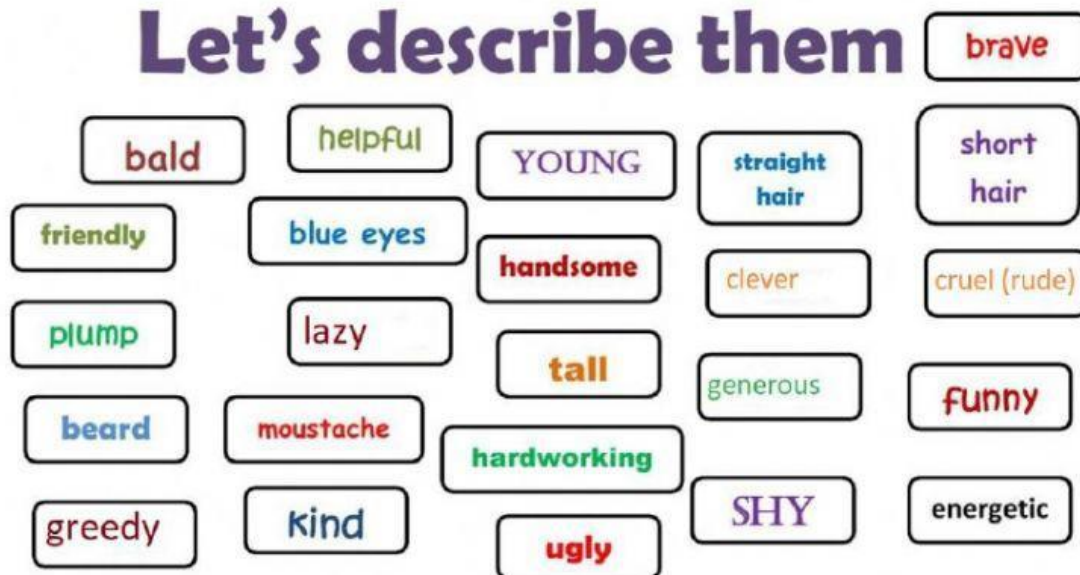 Let's describe them
brave
bald
helpful
YOUNG
straight
hair
short
hair
friendly
blue eyes
handsome
clever
cruel (rude)
plump
lazy
tall
generous
funny
beard
moustache
hardworking
greedy
kind
ugly
SHY
energetic